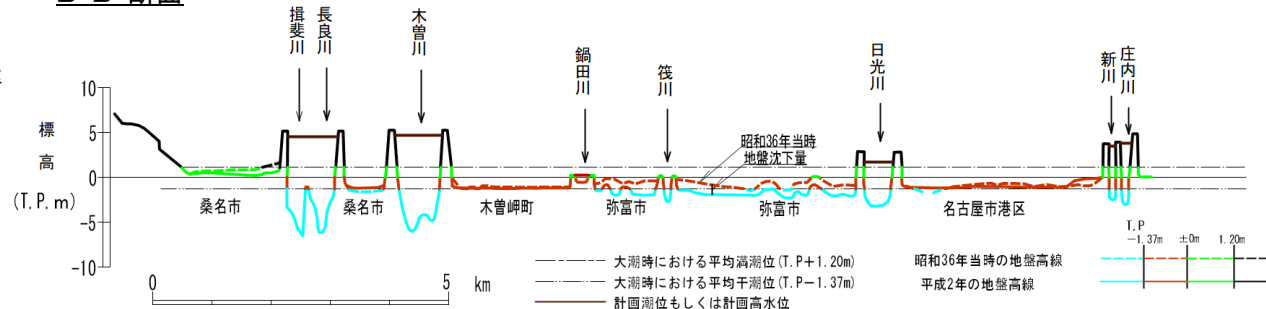 B-B 断面
揖斐川
長良川
木曽川
鍋田川
筏川
日光川
新川
庄内川
標高
(T.P.m)
10
5
0
-5
-10
昭和36年当時
地盤沈下量
桑名市
桑名市
木曽岬町
弥富市
弥富市
名古屋市港区
0
5
km
大潮時における平均満潮位(T.P+1.20m)
大潮時における平均干潮位(T.P-1.37m)
計画潮位もしくは計画高水位
T.P
-1.37m ±0m 1.20m
昭和36年当時の地盤高線
平成2年の地盤高線